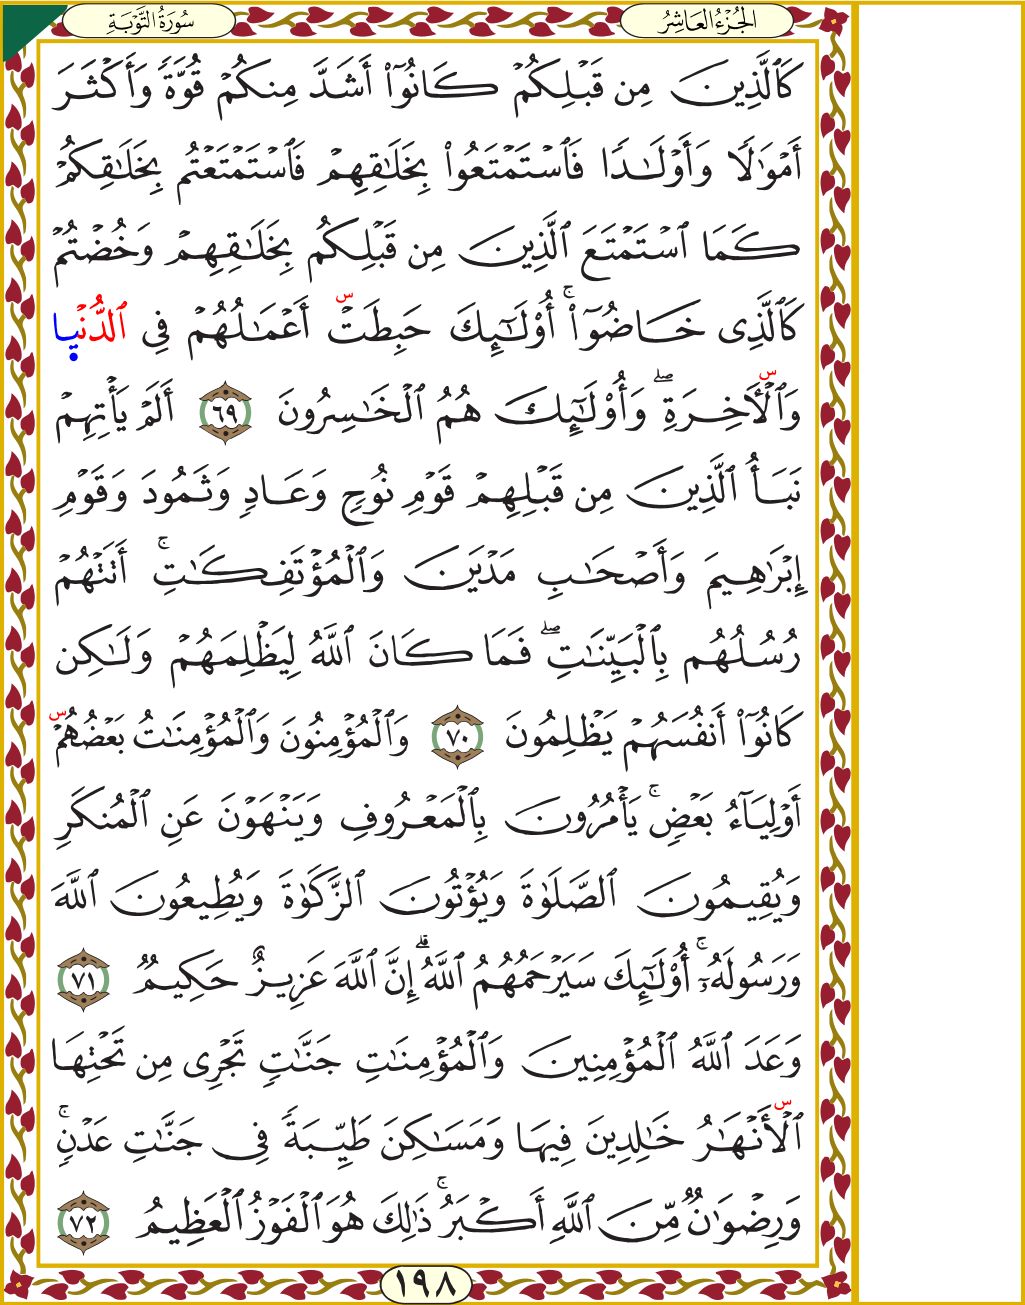 الجُزْءُ العَاشِرُ
سُورَةُ التَّوْبَةِ
كَٱلَّذِينَ مِن قَبْلِكُمْ كَانُوٓا۟ أَشَدَّ مِنكُمْ قُوَّةً وَأَكْثَرَ
أَمْوَٰلًا وَأَوْلَٰدًا فَٱسْتَمْتَعُوا۟ بِخَلَٰقِهِمْ فَٱسْتَمْتَعْتُم بِخَلَٰقِكُمْ
كَمَا ٱسْتَمْتَعَ ٱلَّذِينَ مِن قَبْلِكُم بِخَلَٰقِهِمْ وَخُضْتُمْ
كَٱلَّذِى خَاضُوٓا۟ ۚ أُو۟لَٰٓئِكَ حَبِطَتْ س أَعْمَٰلُهُمْ فِى ٱلدُّنْيَا
وَٱلْـَٔاخِرَةِ س ۖ وَأُو۟لَٰٓئِكَ هُمُ ٱلْخَٰسِرُونَ ٦٩ أَلَمْ يَأْتِهِمْ
نَبَأُ ٱلَّذِينَ مِن قَبْلِهِمْ قَوْمِ نُوحٍ وَعَادٍ وَثَمُودَ وَقَوْمِ
إِبْرَٰهِيمَ وَأَصْحَٰبِ مَدْيَنَ وَٱلْمُؤْتَفِكَٰتِ ۚ أَتَتْهُمْ
رُسُلُهُم بِٱلْبَيِّنَٰتِ ۖ فَمَا كَانَ ٱللَّهُ لِيَظْلِمَهُمْ وَلَٰكِن
كَانُوٓا۟ أَنفُسَهُمْ يَظْلِمُونَ ٧٠ وَٱلْمُؤْمِنُونَ وَٱلْمُؤْمِنَٰتُ بَعْضُهُمْ س
أَوْلِيَآءُ بَعْضٍ ۚ يَأْمُرُونَ بِٱلْمَعْرُوفِ وَيَنْهَوْنَ عَنِ ٱلْمُنكَرِ
وَيُقِيمُونَ ٱلصَّلَوٰةَ وَيُؤْتُونَ ٱلزَّكَوٰةَ وَيُطِيعُونَ ٱللَّهَ
وَرَسُولَهُۥٓ ۚ أُو۟لَٰٓئِكَ سَيَرْحَمُهُمُ ٱللَّهُ ۗ إِنَّ ٱللَّهَ عَزِيزٌ حَكِيمٌ ٧١
وَعَدَ ٱللَّهُ ٱلْمُؤْمِنِينَ وَٱلْمُؤْمِنَٰتِ جَنَّٰتٍ تَجْرِى مِن تَحْتِهَا
ٱلْأَنْهَٰرُ س خَٰلِدِينَ فِيهَا وَمَسَٰكِنَ طَيِّبَةً فِى جَنَّٰتِ عَدْنٍ ۚ
وَرِضْوَٰنٌ مِّنَ ٱللَّهِ أَكْبَرُ ۚ ذَٰلِكَ هُوَ ٱلْفَوْزُ ٱلْعَظِيمُ ٧٢
١٩٨